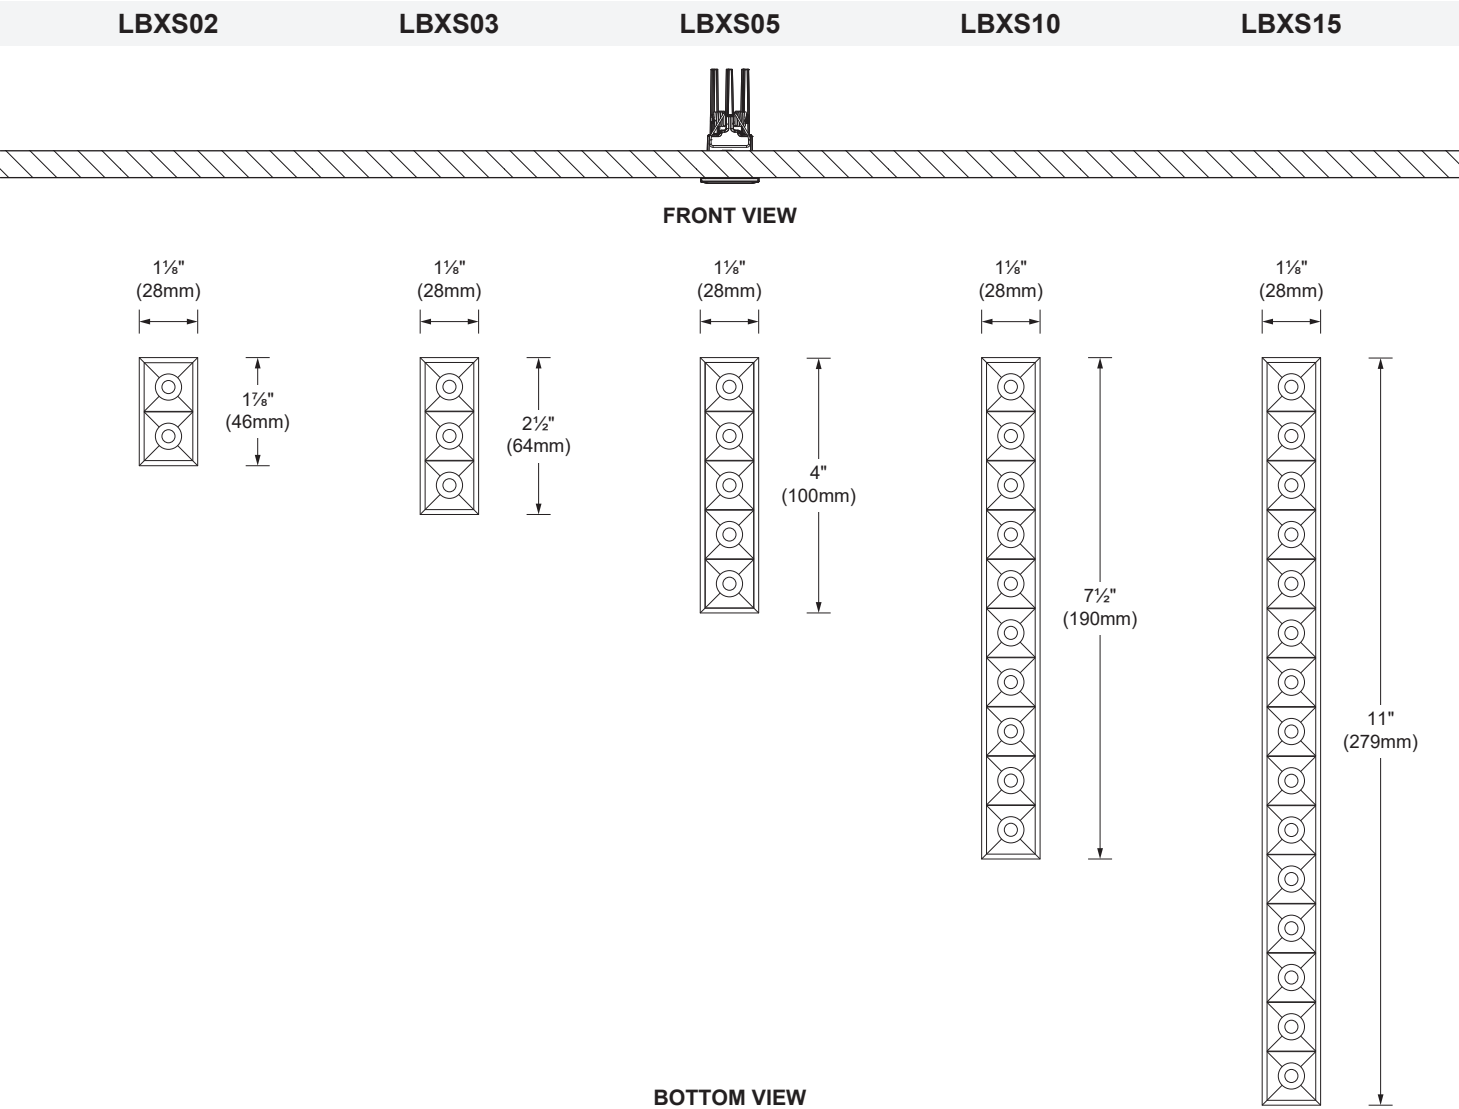 LBXS02 LBXS03 LBXS05 LBXS10 LBXS15
FRONT VIEW
1⅛" 1⅛" 1⅛" 1⅛" 1⅛"
(28mm) (28mm) (28mm) (28mm) (28mm)
1⅞"
(46mm)
2½"
(64mm)
4"
(100mm)
7½"
(190mm)
11"
(279mm)
BOTTOM VIEW